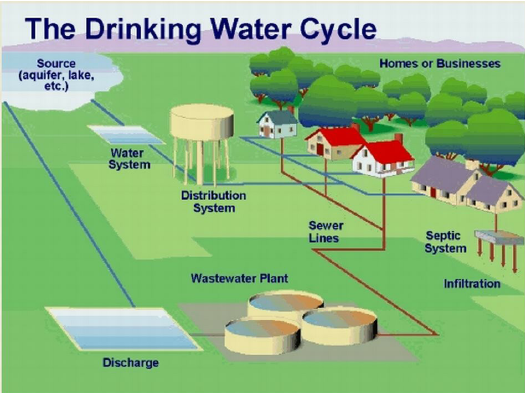 The Drinking Water Cycle
Source
(aquifer, lake,
etc.)
Homes or Businesses
Water
System
Distribution
System
Sewer
Lines
Septic
System
Infiltration
Wastewater Plant
Discharge